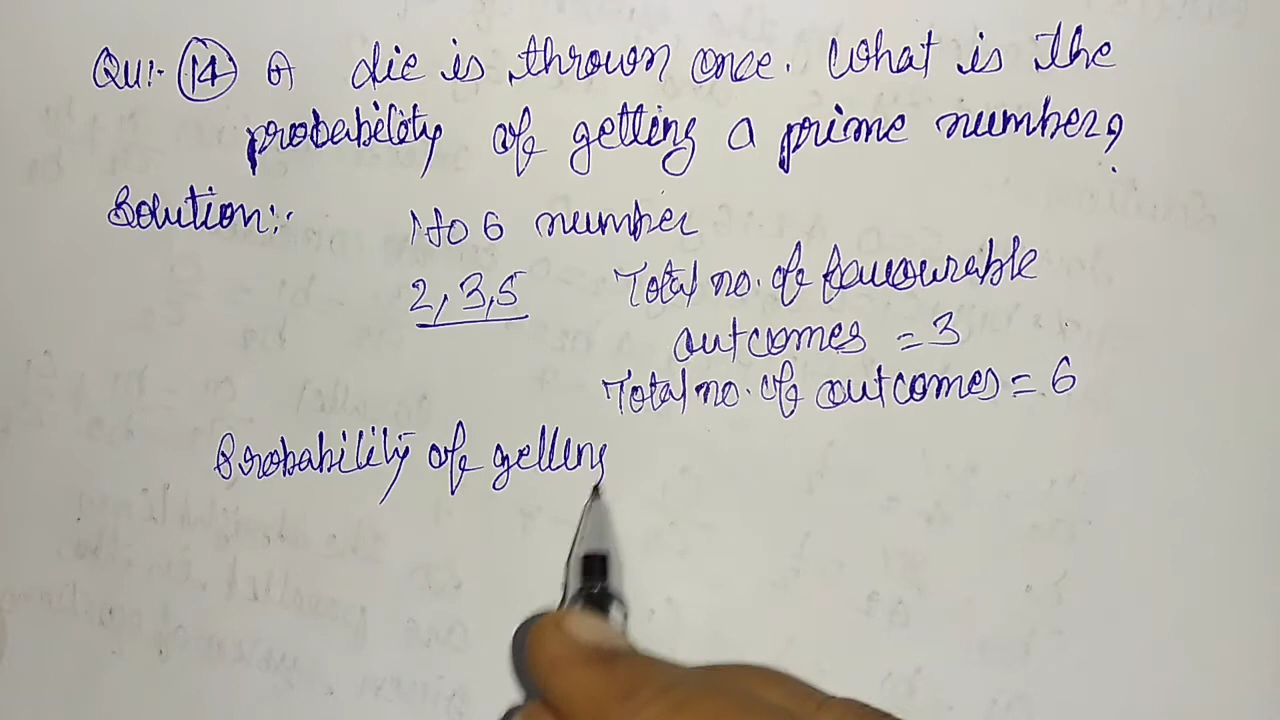 Qu:- 14 A die is thrown once. What is the
probability of getting a prime number?
Solution:- 1 to 6 number
2, 3, 5 Total no. of favourable
outcomes = 3
Total no. of outcomes = 6
Probability of getting